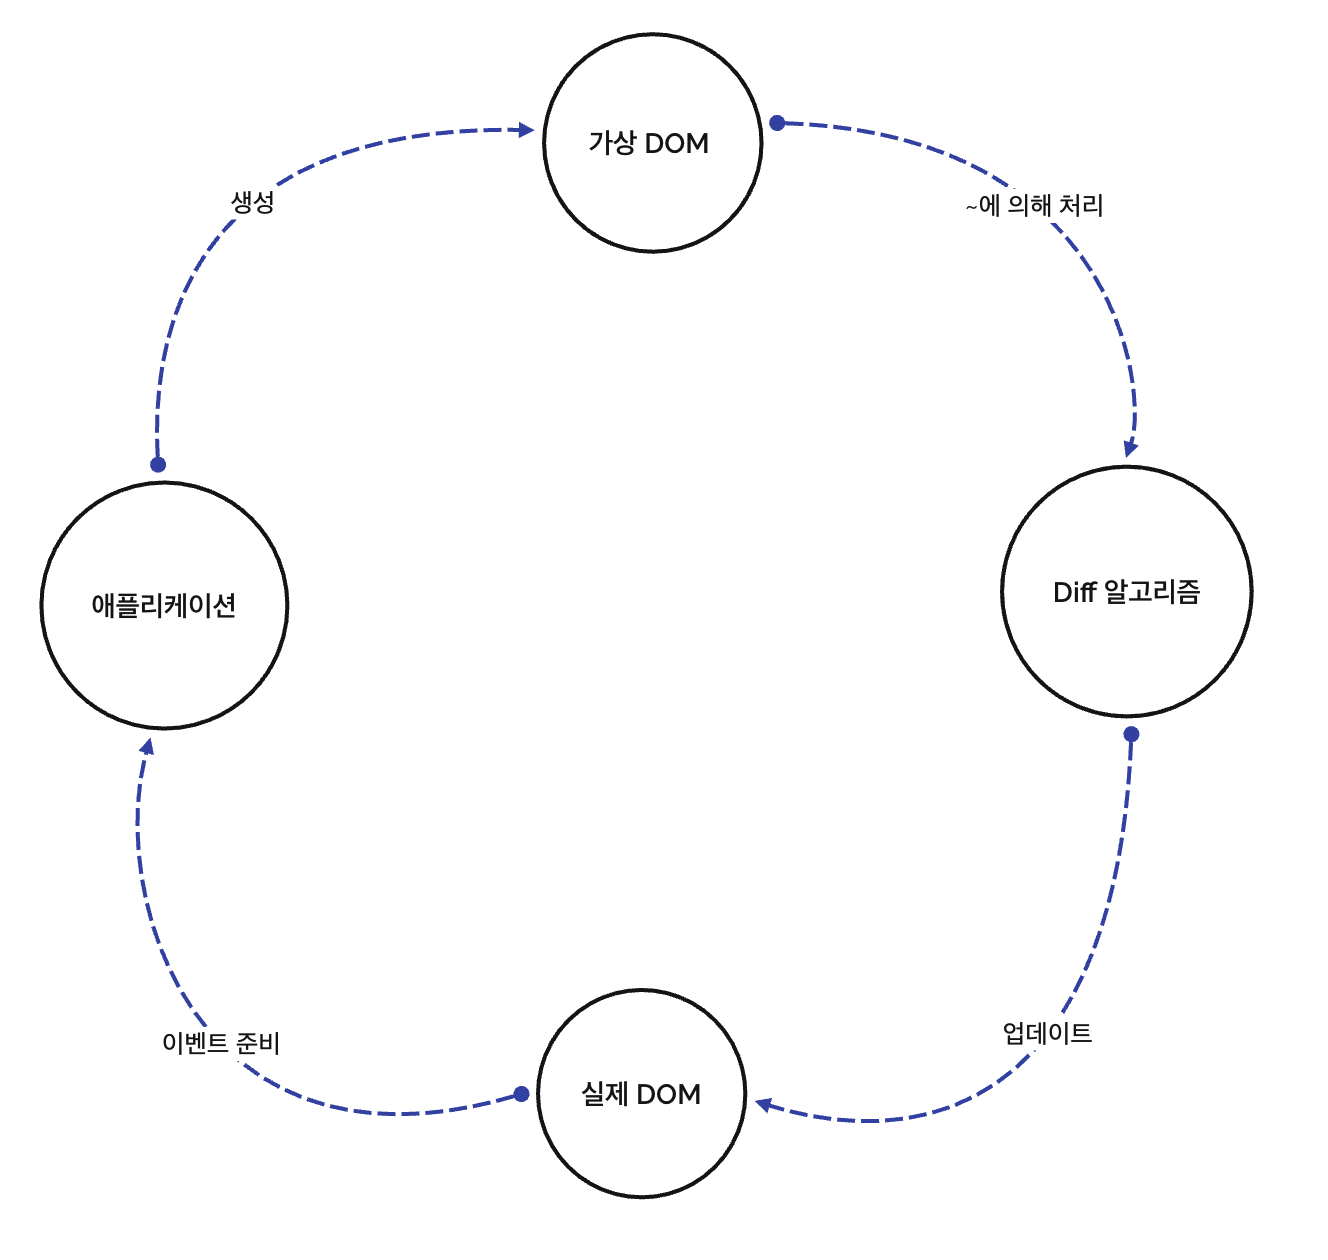 가상 DOM
생성
~에 의해 처리
애플리케이션
Diff 알고리즘
이벤트 준비
업데이트
실제 DOM